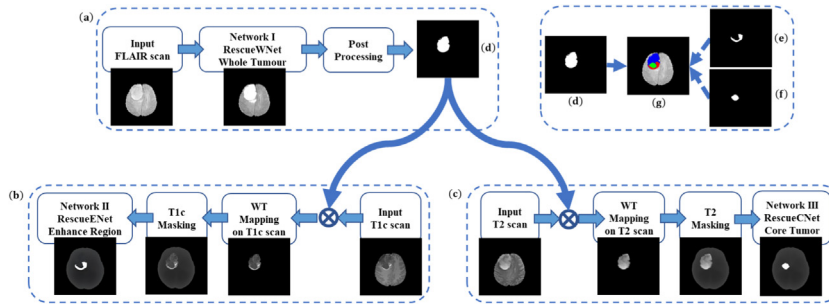 (a)
Input
FLAIR scan
Network I
RescueWNet
Whole Tumour
Post
Processing
(d)
(d)
(g)
(e)
(f)
(b)
Network II
RescueENet
Enhance Region
T1c
Masking
WT
Mapping
on T1c scan
Input
T1c scan
(c)
Input
T2 scan
WT
Mapping
on T2 scan
T2
Masking
Network III
RescueCNet
Core Tumor